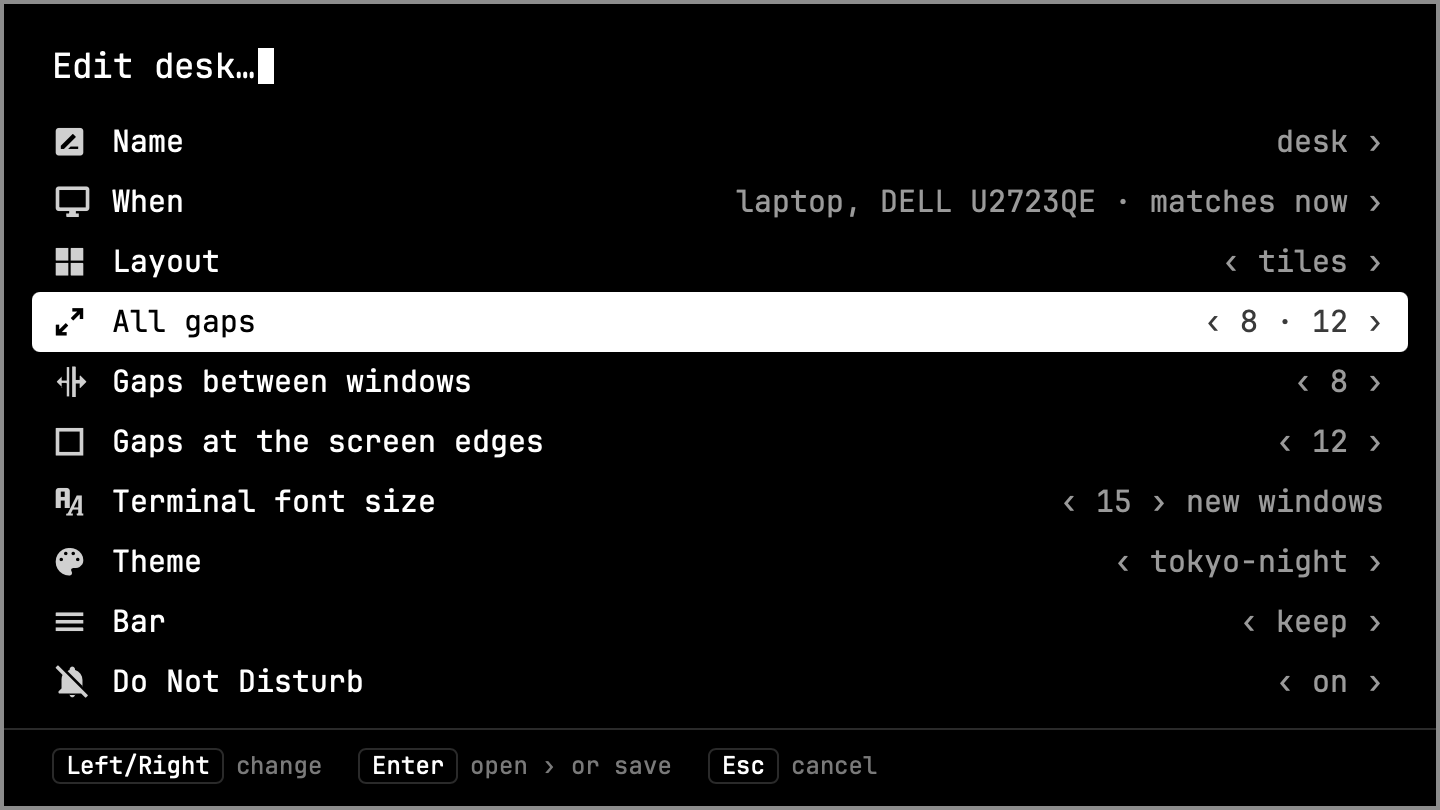 Edit desk…
Name desk ›
When laptop, DELL U2723QE · matches now ›
Layout ‹ tiles ›
All gaps ‹ 8 · 12 ›
Gaps between windows ‹ 8 ›
Gaps at the screen edges ‹ 12 ›
Terminal font size ‹ 15 › new windows
Theme ‹ tokyo-night ›
Bar ‹ keep ›
Do Not Disturb ‹ on ›
Left/Right change Enter open › or save Esc cancel